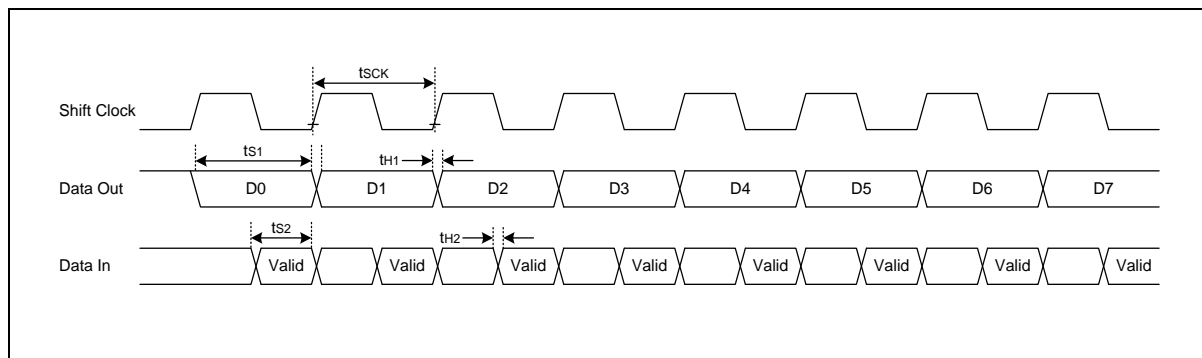 tSCK
Shift Clock
tS1
tH1
Data Out D0 D1 D2 D3 D4 D5 D6 D7
tS2
tH2
Data In Valid Valid Valid Valid Valid Valid Valid Valid